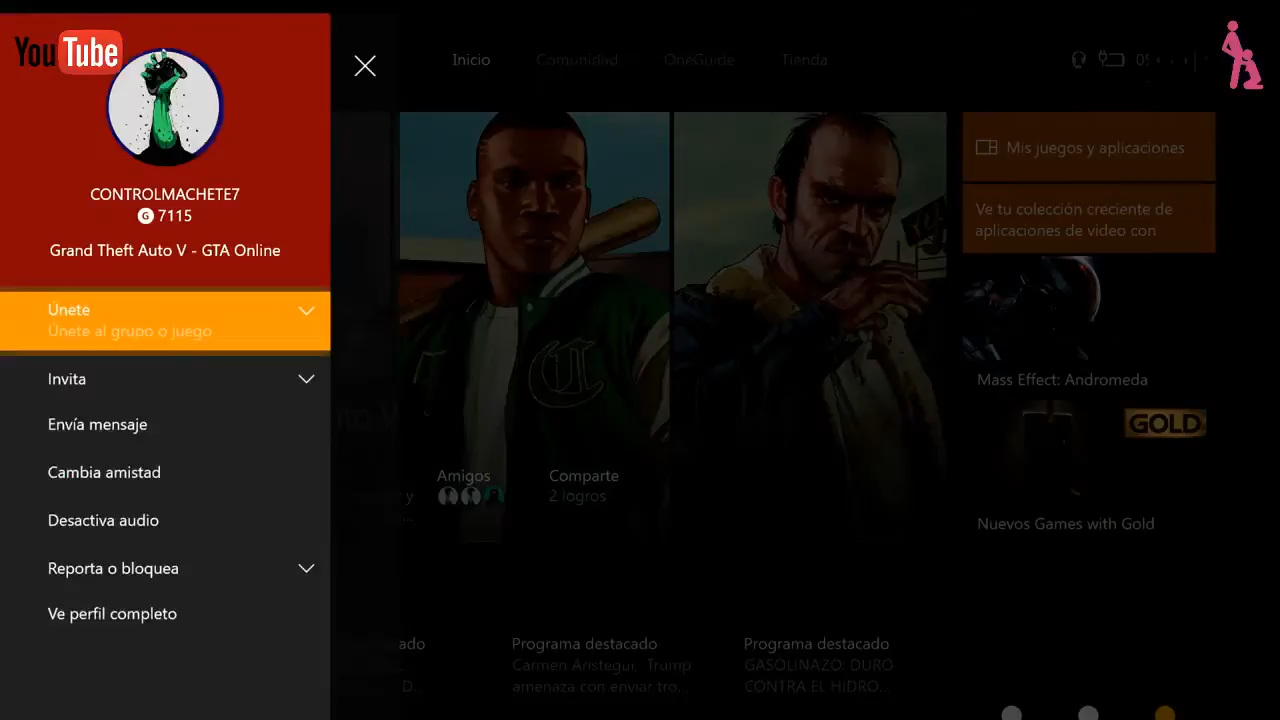 YouTube
CONTROLMACHETE7
G 7115
Grand Theft Auto V - GTA Online
Únete
Únete al grupo o juego
Invita
Envía mensaje
Cambia amistad
Desactiva audio
Reporta o bloquea
Ve perfil completo
Inicio
Comunidad
OneGuide
Tienda
Mis juegos y aplicaciones
Ve tu colección creciente de
aplicaciones de video con
Mass Effect: Andromeda
GOLD
Nuevos Games with Gold
Amigos
Comparte
2 logros
y
Programa destacado
Carmen Aristegui, Trump
amenaza con enviar tro...
Programa destacado
GASOLINAZO: DURO
CONTRA EL HIDRO...